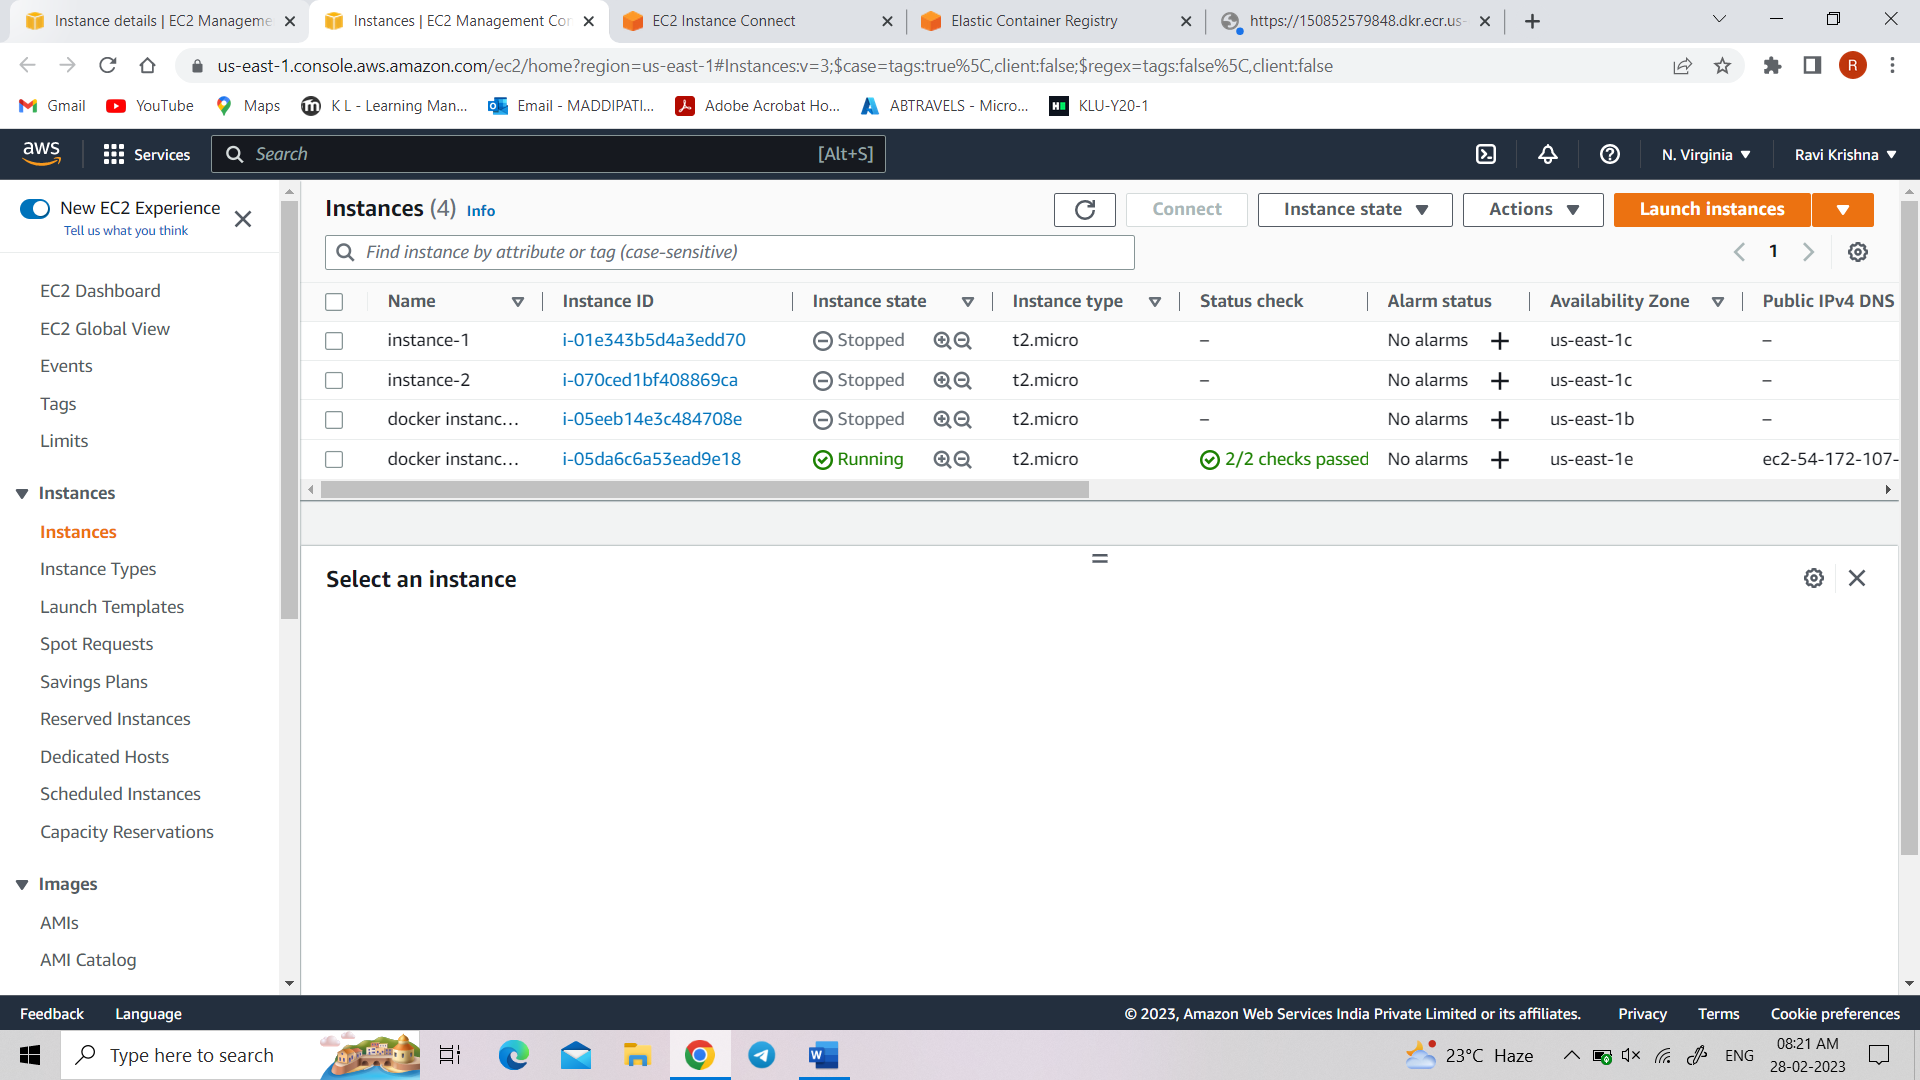 Instance details | EC2 Manageme
Instances | EC2 Management Con
EC2 Instance Connect
Elastic Container Registry
https://150852579848.dkr.ecr.us-
us-east-1.console.aws.amazon.com/ec2/home?region=us-east-1#Instances:v=3;$case=tags:true%5C,client:false;$regex=tags:false%5C,client:false
R
Gmail
YouTube
Maps
K L - Learning Man...
Email - MADDIPATI...
Adobe Acrobat Ho...
ABTRAVELS - Micro...
KLU-Y20-1
aws
Services
Search
[Alt+S]
N. Virginia
Ravi Krishna
New EC2 Experience
Tell us what you think
EC2 Dashboard
EC2 Global View
Events
Tags
Limits
Instances
Instances
Instance Types
Launch Templates
Spot Requests
Savings Plans
Reserved Instances
Dedicated Hosts
Scheduled Instances
Capacity Reservations
Images
AMIs
AMI Catalog
Instances (4) Info
Connect
Instance state
Actions
Launch instances
Find instance by attribute or tag (case-sensitive)
1
Name Instance ID Instance state Instance type Status check Alarm status Availability Zone Public IPv4 DNS
instance-1 i-01e343b5d4a3edd70 Stopped t2.micro – No alarms us-east-1c –
instance-2 i-070ced1bf408869ca Stopped t2.micro – No alarms us-east-1c –
docker instanc... i-05eeb14e3c484708e Stopped t2.micro – No alarms us-east-1b –
docker instanc... i-05da6c6a53ead9e18 Running t2.micro 2/2 checks passed No alarms us-east-1e ec2-54-172-107-
Select an instance
Feedback
Language
© 2023, Amazon Web Services India Private Limited or its affiliates.
Privacy
Terms
Cookie preferences
Type here to search
23°C Haze
ENG
08:21 AM
28-02-2023